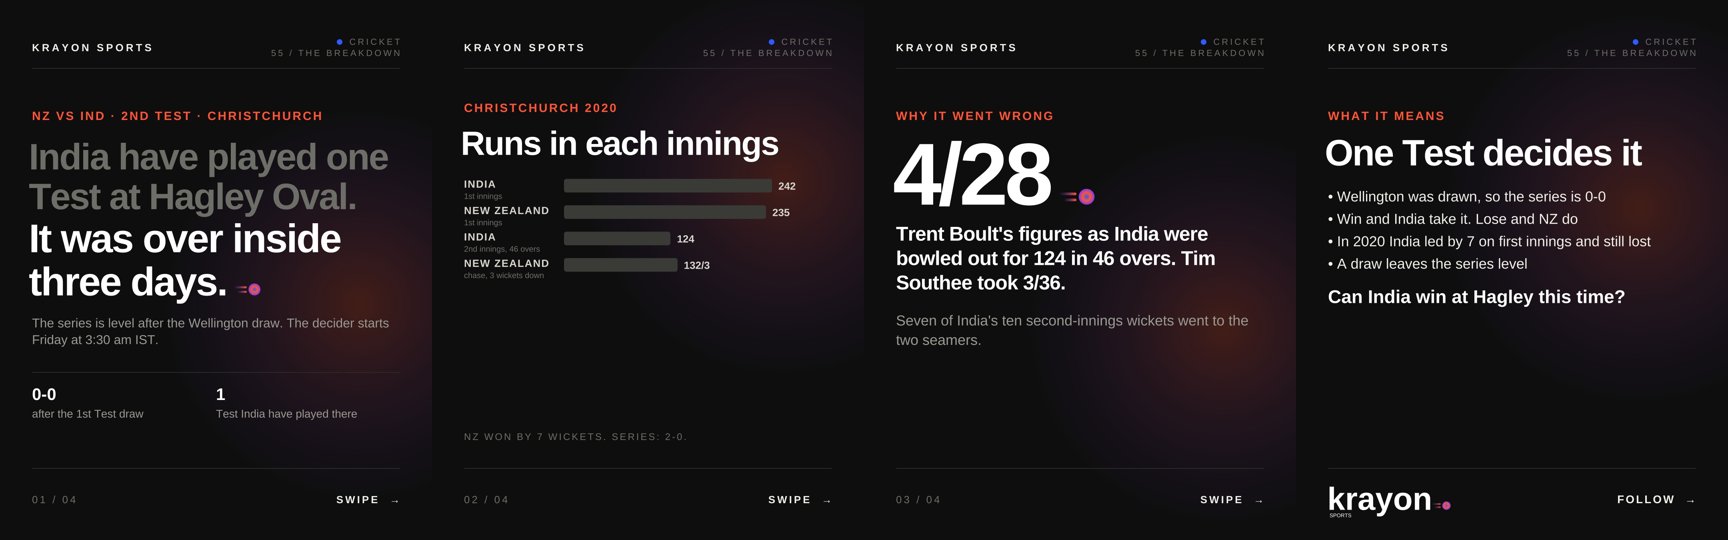 KRAYON SPORTS
CRICKET
55 / THE BREAKDOWN
NZ VS IND · 2ND TEST · CHRISTCHURCH
India have played one
Test at Hagley Oval.
It was over inside
three days.
The series is level after the Wellington draw. The decider starts
Friday at 3:30 am IST.
0-0
after the 1st Test draw
1
Test India have played there
01 / 04
SWIPE →
KRAYON SPORTS
CRICKET
55 / THE BREAKDOWN
CHRISTCHURCH 2020
Runs in each innings
INDIA
1st innings
242
NEW ZEALAND
1st innings
235
INDIA
2nd innings, 46 overs
124
NEW ZEALAND
chase, 3 wickets down
132/3
NZ WON BY 7 WICKETS. SERIES: 2-0.
02 / 04
SWIPE →
KRAYON SPORTS
CRICKET
55 / THE BREAKDOWN
WHY IT WENT WRONG
4/28
Trent Boult's figures as India were
bowled out for 124 in 46 overs. Tim
Southee took 3/36.
Seven of India's ten second-innings wickets went to the
two seamers.
03 / 04
SWIPE →
KRAYON SPORTS
CRICKET
55 / THE BREAKDOWN
WHAT IT MEANS
One Test decides it
• Wellington was drawn, so the series is 0-0
• Win and India take it. Lose and NZ do
• In 2020 India led by 7 on first innings and still lost
• A draw leaves the series level
Can India win at Hagley this time?
krayon
SPORTS
FOLLOW →